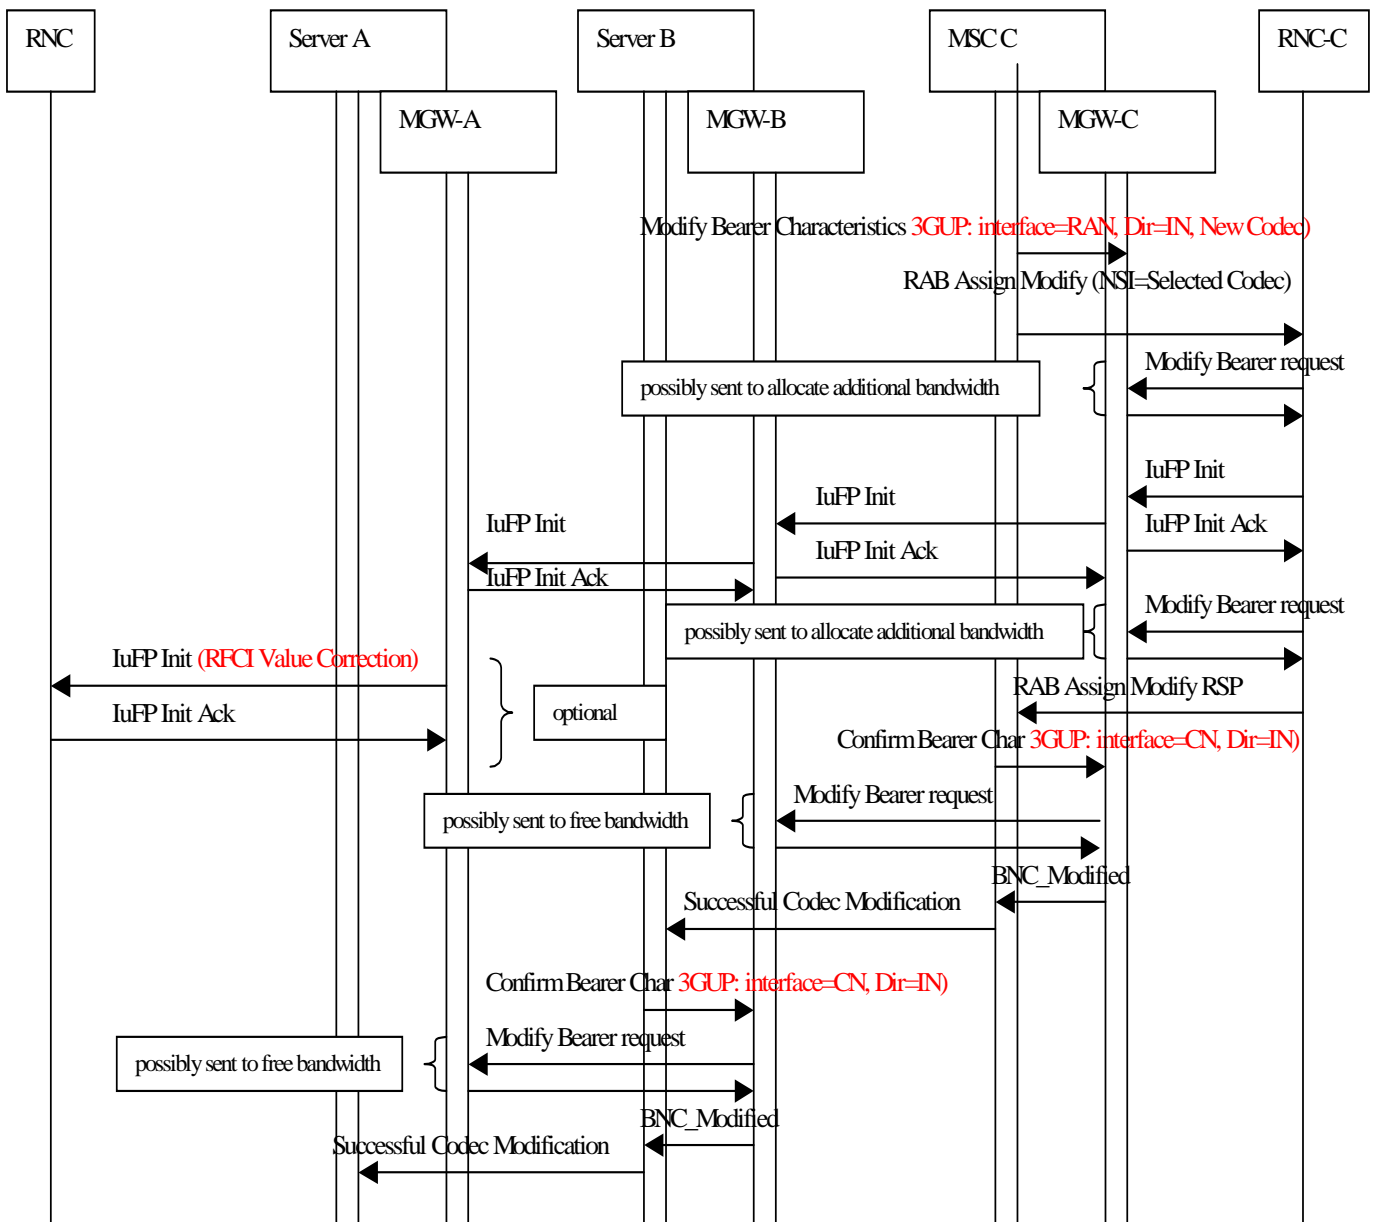 RNC
Server A
Server B
MSC C
RNC-C
MGW-A
MGW-B
MGW-C
Modify Bearer Characteristics 3GUP: interface=RAN, Dir=IN, New Codec)
RAB Assign Modify (NSI=Selected Codec)
Modify Bearer request
possibly sent to allocate additional bandwidth
IuFP Init
IuFP Init
IuFP Init
IuFP Init Ack
IuFP Init Ack
IuFP Init Ack
Modify Bearer request
possibly sent to allocate additional bandwidth
IuFP Init (RFCI Value Correction)
RAB Assign Modify RSP
IuFP Init Ack
optional
Confirm Bearer Char 3GUP: interface=CN, Dir=IN)
Modify Bearer request
possibly sent to free bandwidth
BNC_Modified
Successful Codec Modification
Confirm Bearer Char 3GUP: interface=CN, Dir=IN)
Modify Bearer request
possibly sent to free bandwidth
BNC_Modified
Successful Codec Modification